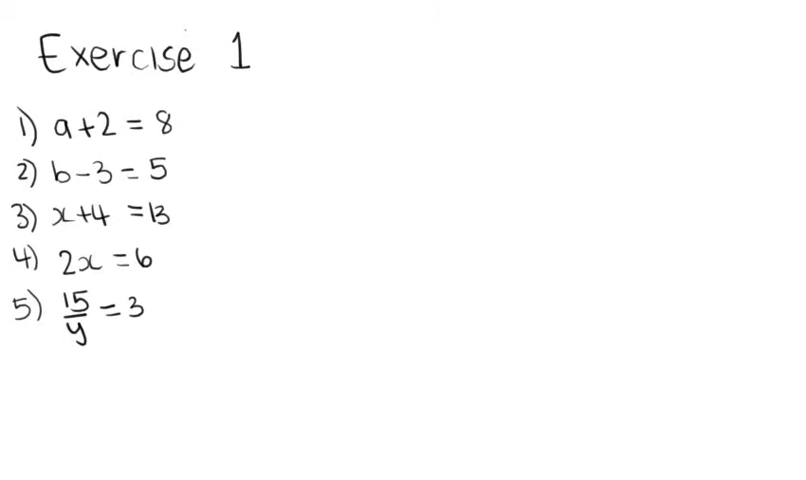 Exercise 1
1) a+2 = 8
2) b-3 = 5
3) x+4 = 13
4) 2x = 6
5) 15/y = 3